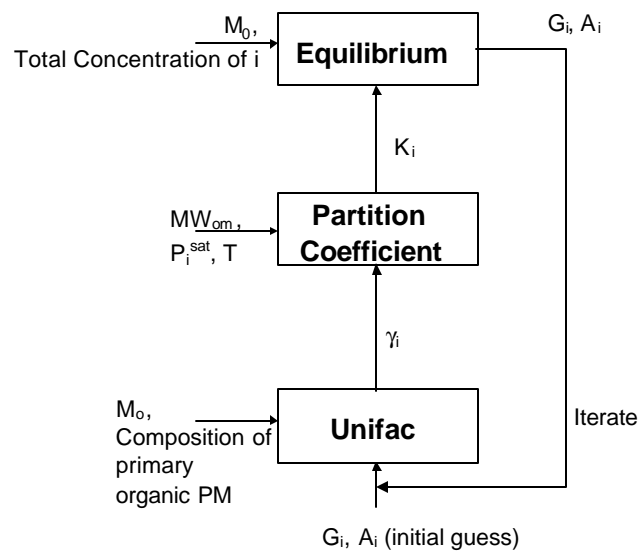 M₀,
Total Concentration of i
Equilibrium
Gᵢ, Aᵢ
Kᵢ
MWₒₘ,
Pᵢˢᵃᵗ, T
Partition
Coefficient
γᵢ
Mₒ,
Composition of
primary
organic PM
Unifac
Iterate
Gᵢ, Aᵢ (initial guess)